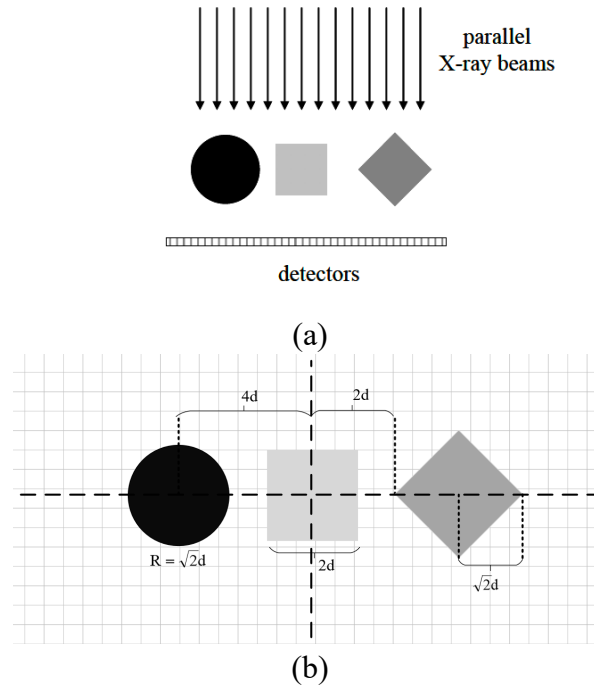 parallel
X-ray beams
detectors
(a)
4d
2d
R = √2d
2d
√2d
(b)